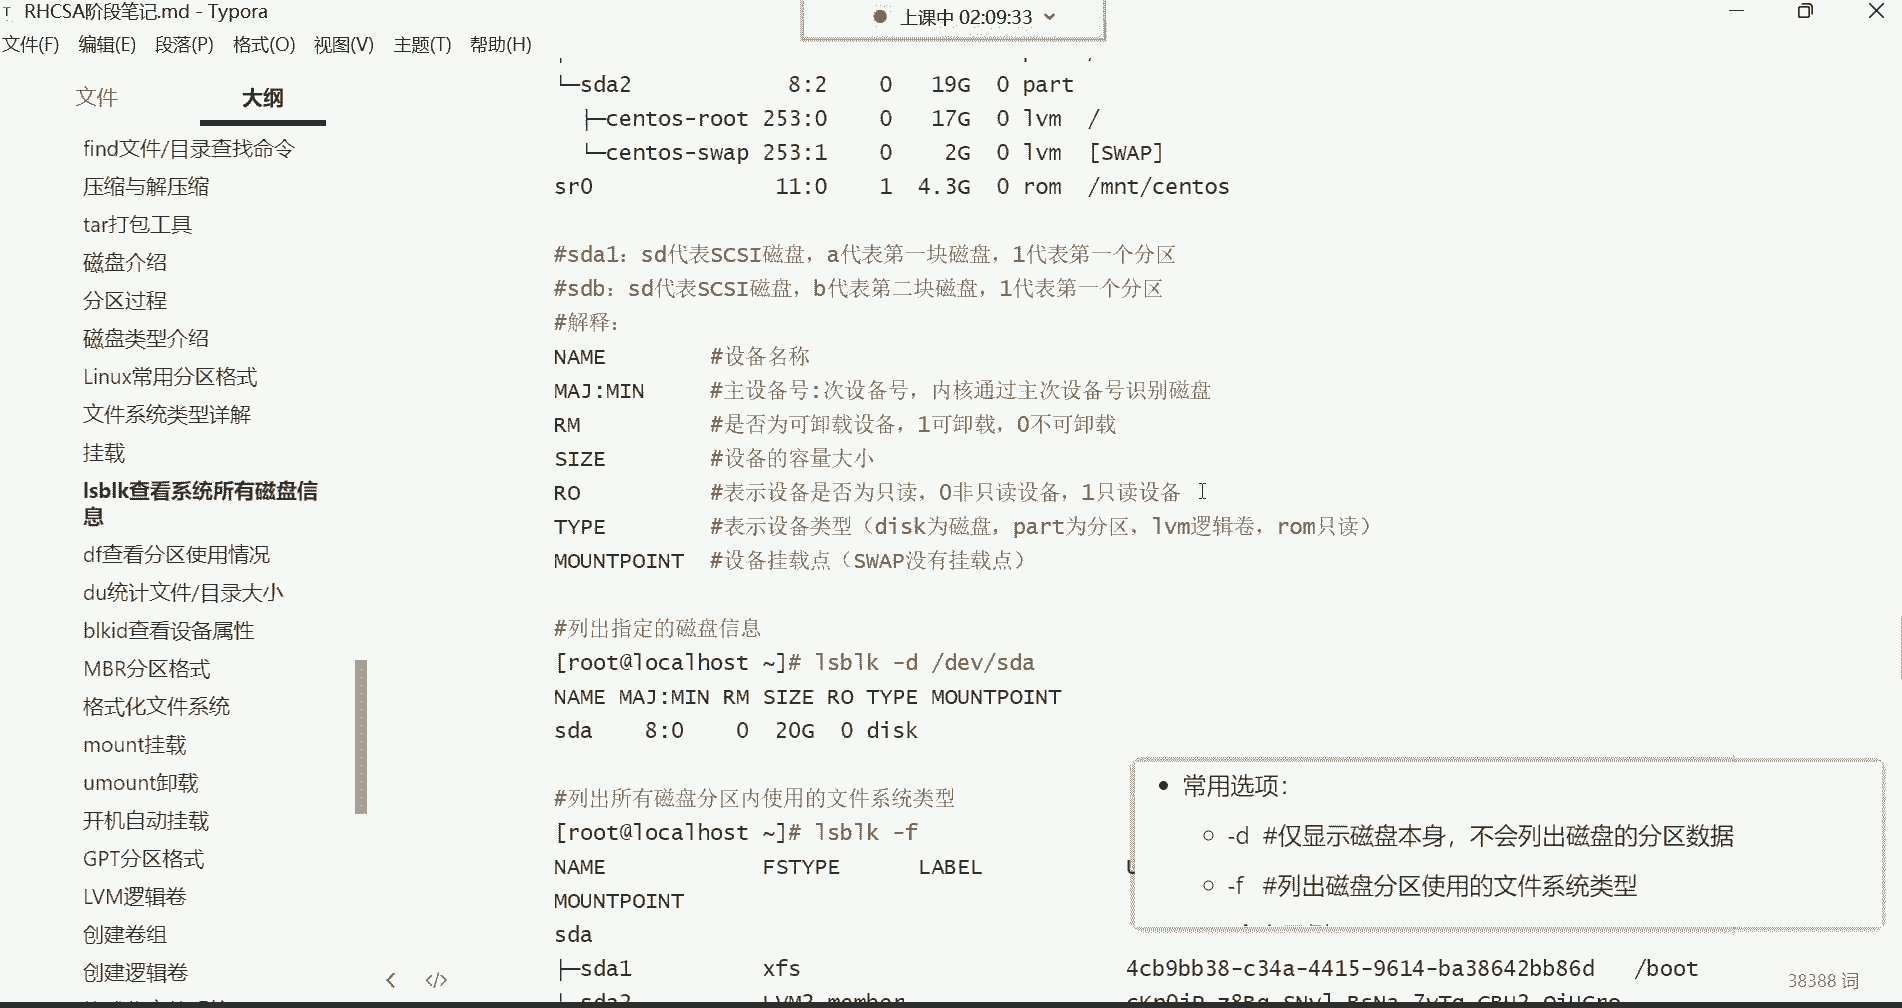 RHCSA阶段笔记.md - Typora
上课中 02:09:33
文件(F) 编辑(E) 段落(P) 格式(O) 视图(V) 主题(T) 帮助(H)
文件 大纲
find文件/目录查找命令
压缩与解压缩
tar打包工具
磁盘介绍
分区过程
磁盘类型介绍
Linux常用分区格式
文件系统类型详解
挂载
lsblk查看系统所有磁盘信
息
df查看分区使用情况
du统计文件/目录大小
blkid查看设备属性
MBR分区格式
格式化文件系统
mount挂载
umount卸载
开机自动挂载
GPT分区格式
LVM逻辑卷
创建卷组
创建逻辑卷
└─sda2 8:2 0 19G 0 part
├─centos-root 253:0 0 17G 0 lvm /
└─centos-swap 253:1 0 2G 0 lvm [SWAP]
sr0 11:0 1 4.3G 0 rom /mnt/centos
#sda1：sd代表SCSI磁盘，a代表第一块磁盘，1代表第一个分区
#sdb：sd代表SCSI磁盘，b代表第二块磁盘，1代表第一个分区
#解释：
NAME #设备名称
MAJ:MIN #主设备号:次设备号，内核通过主次设备号识别磁盘
RM #是否为可卸载设备，1可卸载，0不可卸载
SIZE #设备的容量大小
RO #表示设备是否为只读，0非只读设备，1只读设备
TYPE #表示设备类型（disk为磁盘，part为分区，lvm逻辑卷，rom只读）
MOUNTPOINT #设备挂载点（SWAP没有挂载点）
#列出指定的磁盘信息
[root@localhost ~]# lsblk -d /dev/sda
NAME MAJ:MIN RM SIZE RO TYPE MOUNTPOINT
sda 8:0 0 20G 0 disk
#列出所有磁盘分区内使用的文件系统类型
[root@localhost ~]# lsblk -f
NAME FSTYPE LABEL
MOUNTPOINT
sda
├─sda1 xfs 4cb9bb38-c34a-4415-9614-ba38642bb86d /boot
常用选项：
-d #仅显示磁盘本身，不会列出磁盘的分区数据
-f #列出磁盘分区使用的文件系统类型
38388 词